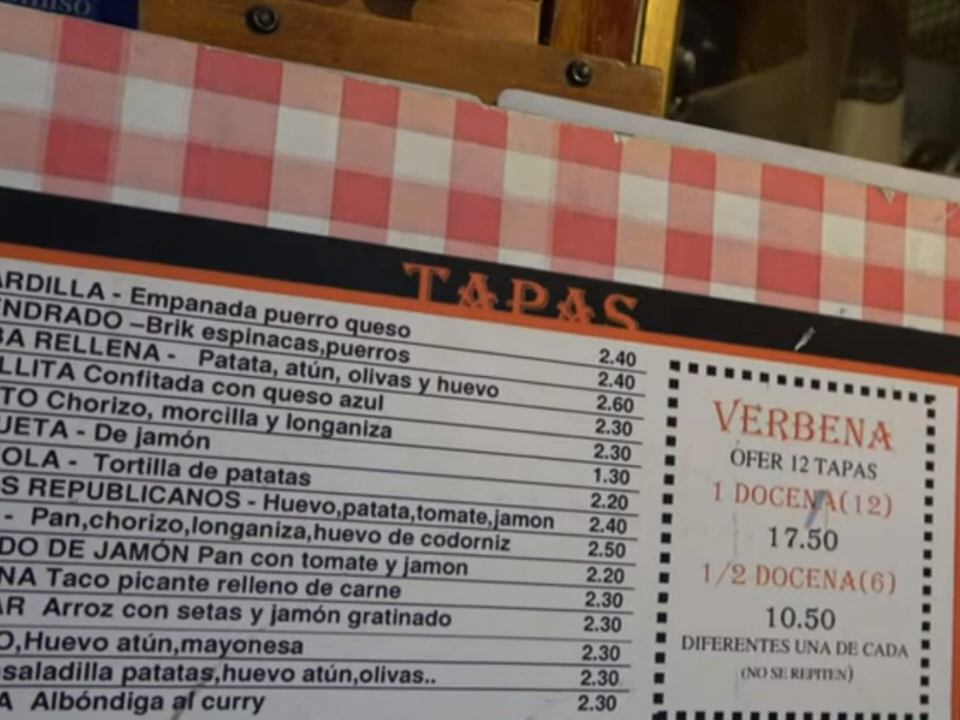 TAPAS
ARDILLA - Empanada puerro queso 2.40
ENDRADO –Brik espinacas,puerros 2.40
BA RELLENA - Patata, atún, olivas y huevo 2.60
LLITA Confitada con queso azul 2.30
TO Chorizo, morcilla y longaniza 2.30
UETA - De jamón 1.30
OLA - Tortilla de patatas 2.20
S REPUBLICANOS - Huevo,patata,tomate,jamon 2.40
- Pan,chorizo,longaniza,huevo de codorniz 2.50
DO DE JAMÓN Pan con tomate y jamon 2.20
NA Taco picante relleno de carne 2.30
AR Arroz con setas y jamón gratinado 2.30
O,Huevo atún,mayonesa 2.30
nsaladilla patatas,huevo atún,olivas.. 2.30
A Albóndiga al curry 2.30
VERBENA
OFER 12 TAPAS
1 DOCENA(12)
17.50
1/2 DOCENA(6)
10.50
DIFERENTES UNA DE CADA
(NO SE REPITEN)